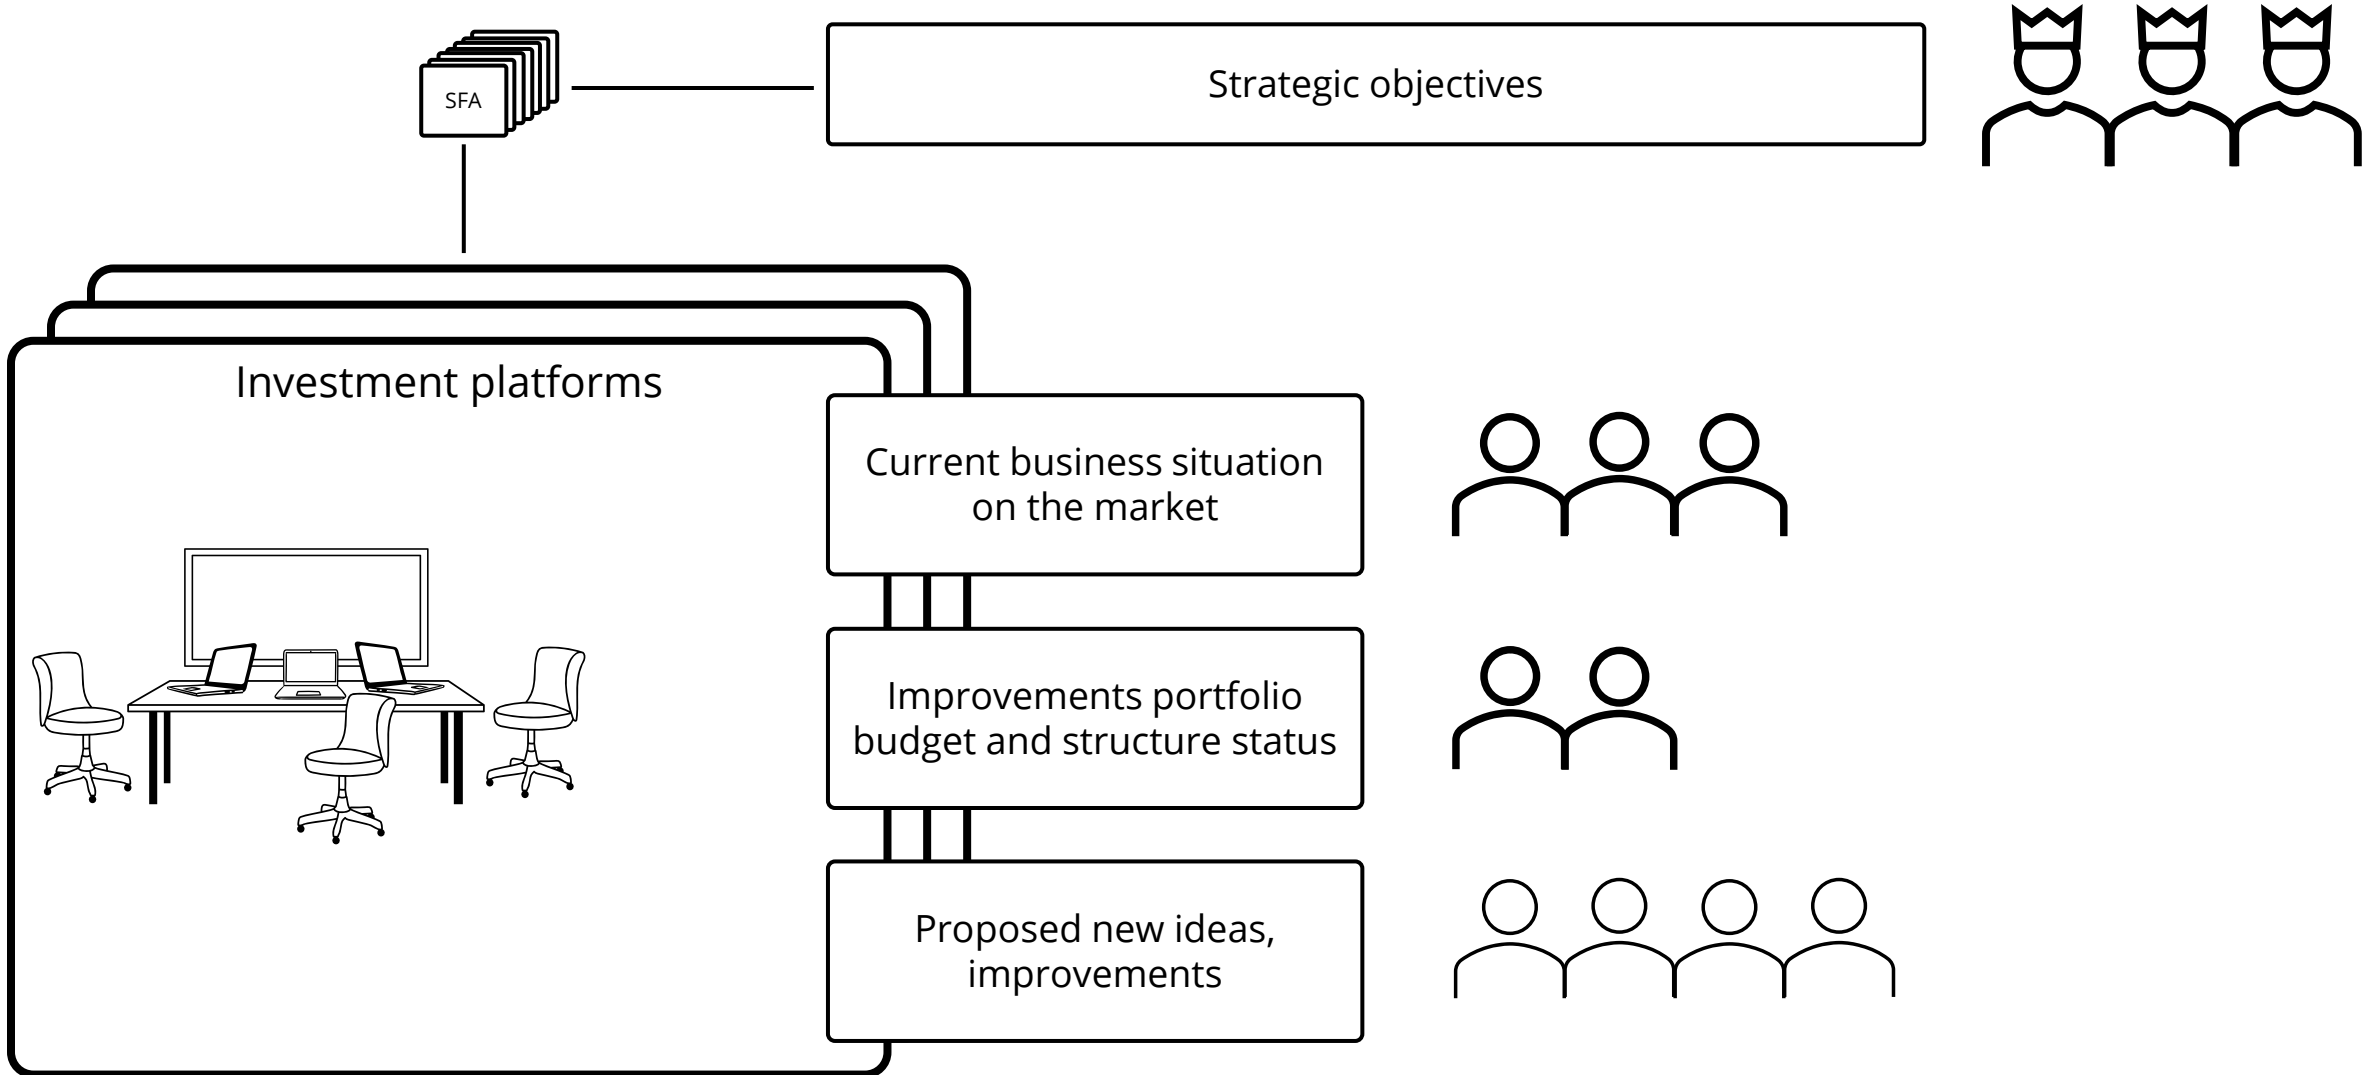 SFA
Strategic objectives
Investment platforms
Current business situation
on the market
Improvements portfolio
budget and structure status
Proposed new ideas,
improvements